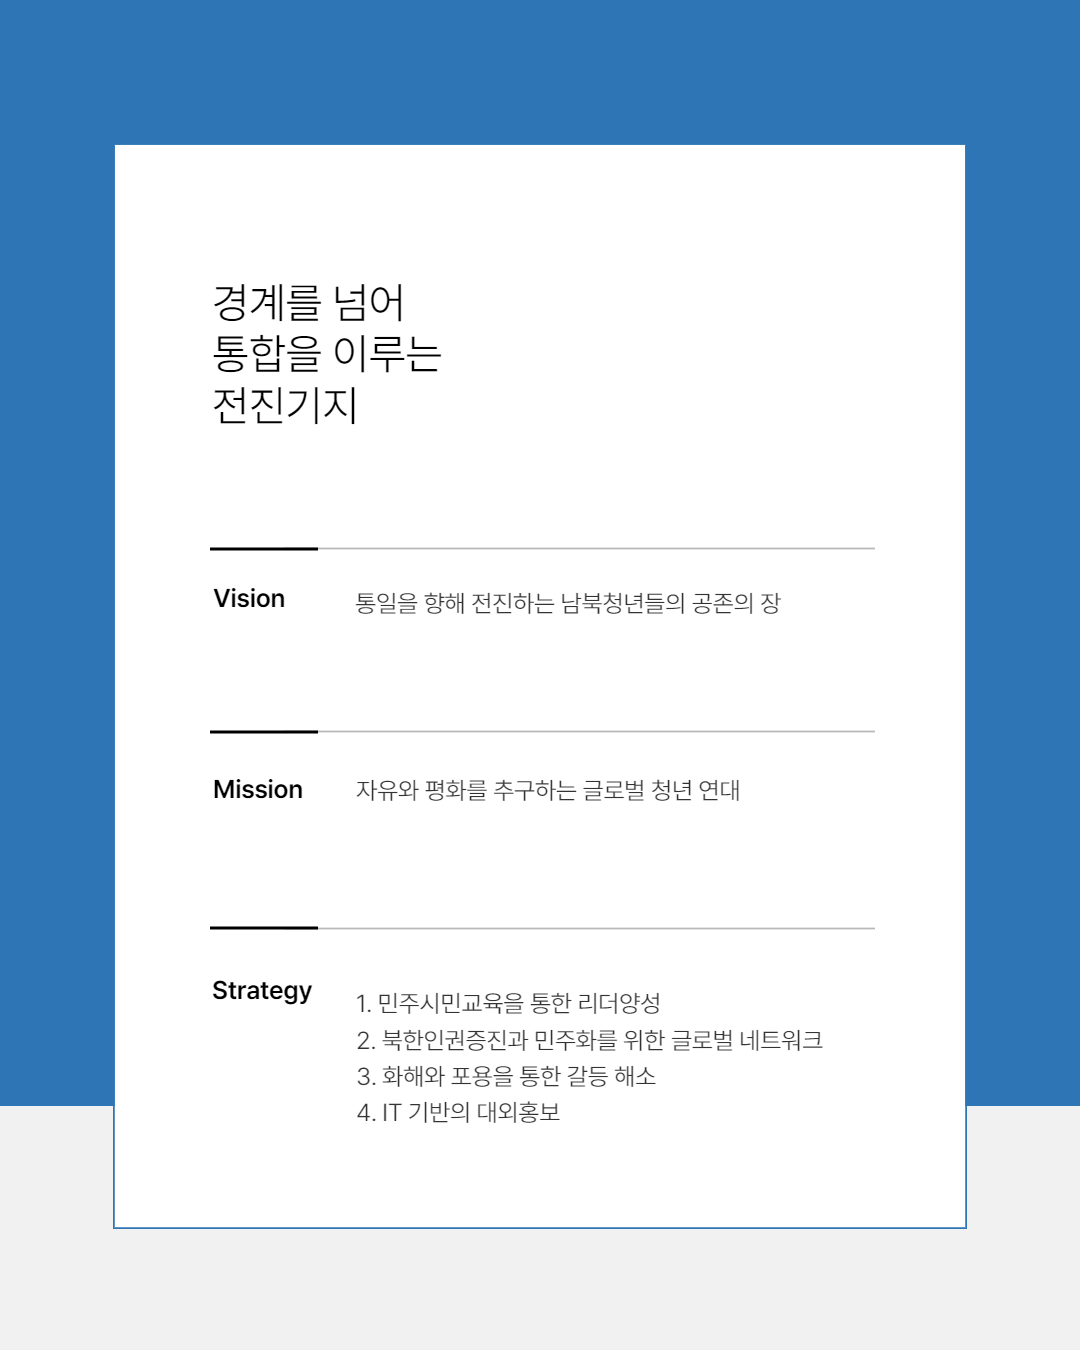 경계를 넘어
통합을 이루는
전진기지
Vision
통일을 향해 전진하는 남북청년들의 공존의 장
Mission
자유와 평화를 추구하는 글로벌 청년 연대
Strategy
1. 민주시민교육을 통한 리더양성
2. 북한인권증진과 민주화를 위한 글로벌 네트워크
3. 화해와 포용을 통한 갈등 해소
4. IT 기반의 대외홍보